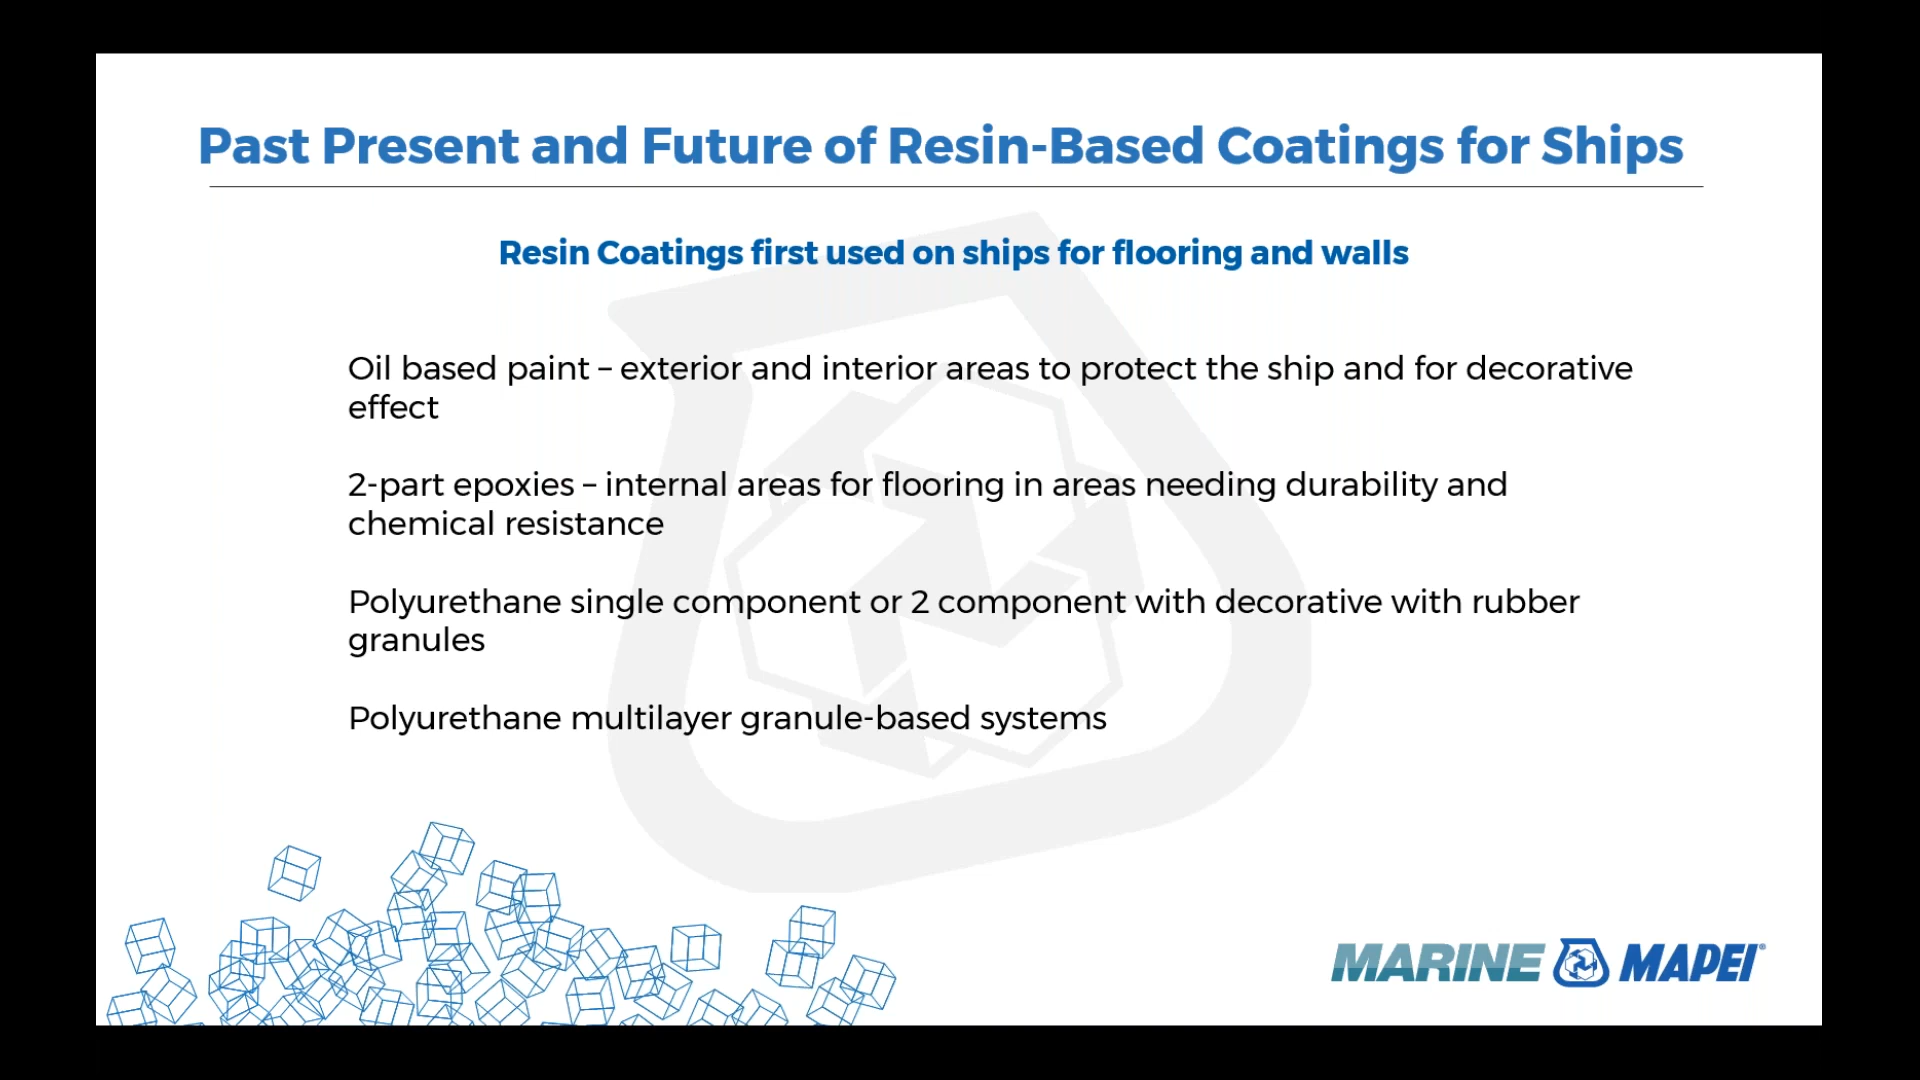 Past Present and Future of Resin-Based Coatings for Ships
Resin Coatings first used on ships for flooring and walls
Oil based paint – exterior and interior areas to protect the ship and for decorative
effect
2-part epoxies – internal areas for flooring in areas needing durability and
chemical resistance
Polyurethane single component or 2 component with decorative with rubber
granules
Polyurethane multilayer granule-based systems
MARINE MAPEI®